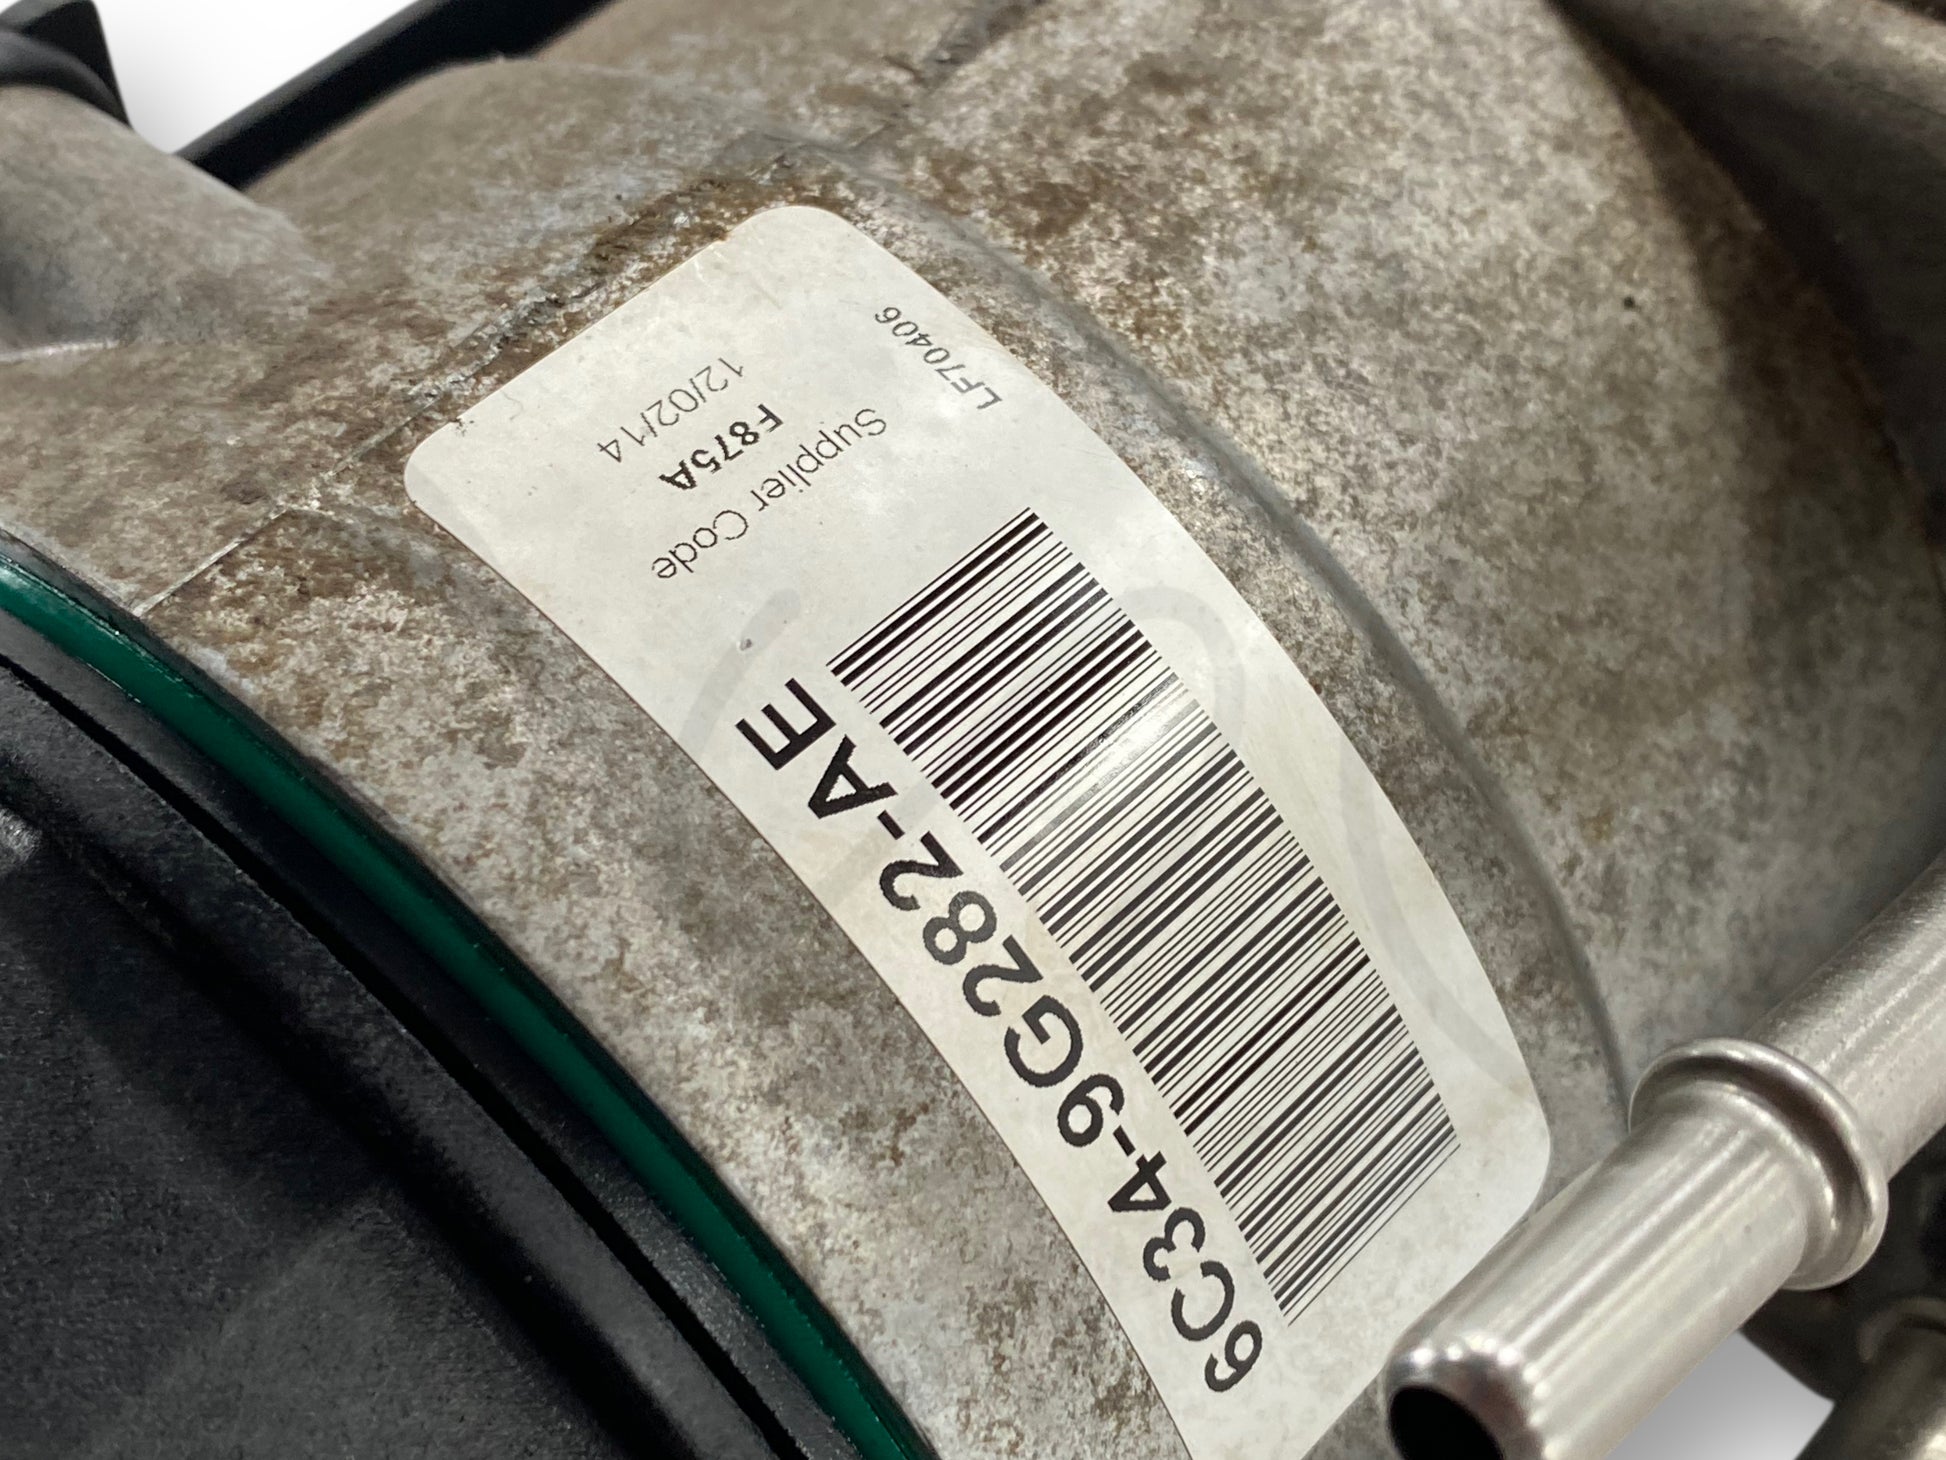 LF70406
Supplier Code
F875A
12/02/14
6C34-9G282-AE